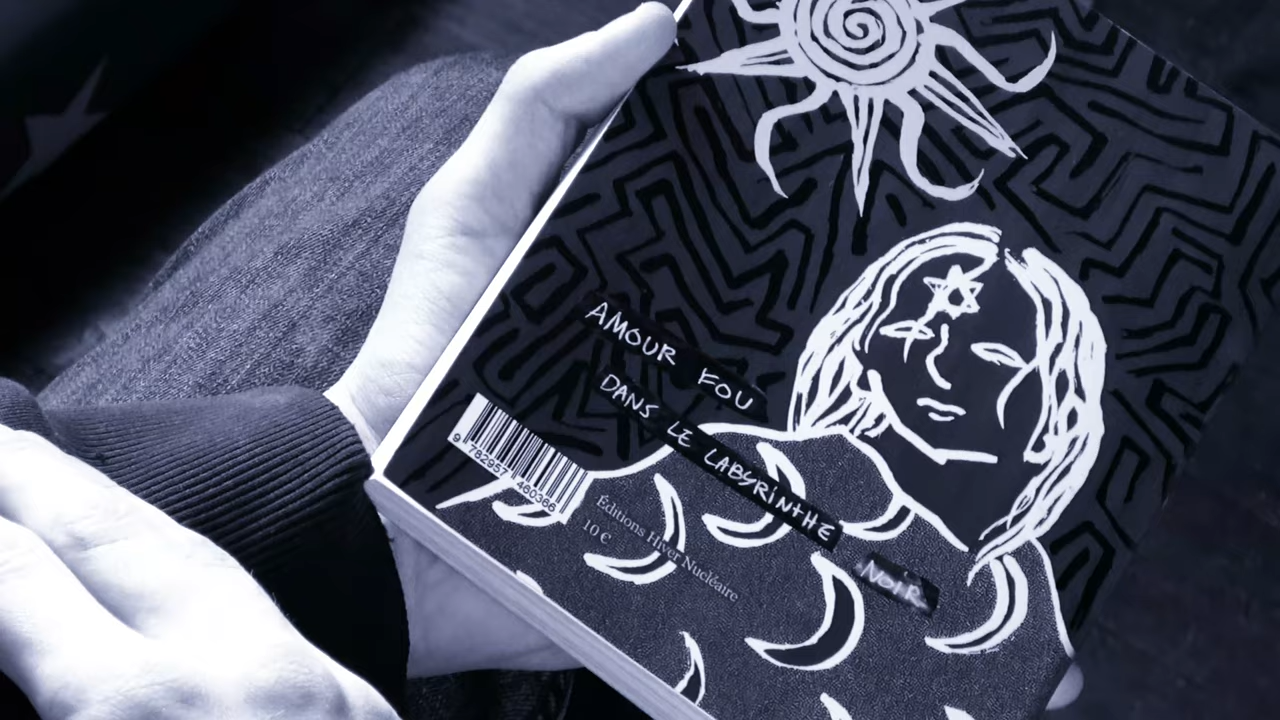 AMOUR FOU
DANS LE LABYRINTHE
NOIR
9 782957 460366
Éditions Hiver Nucléaire
10 €